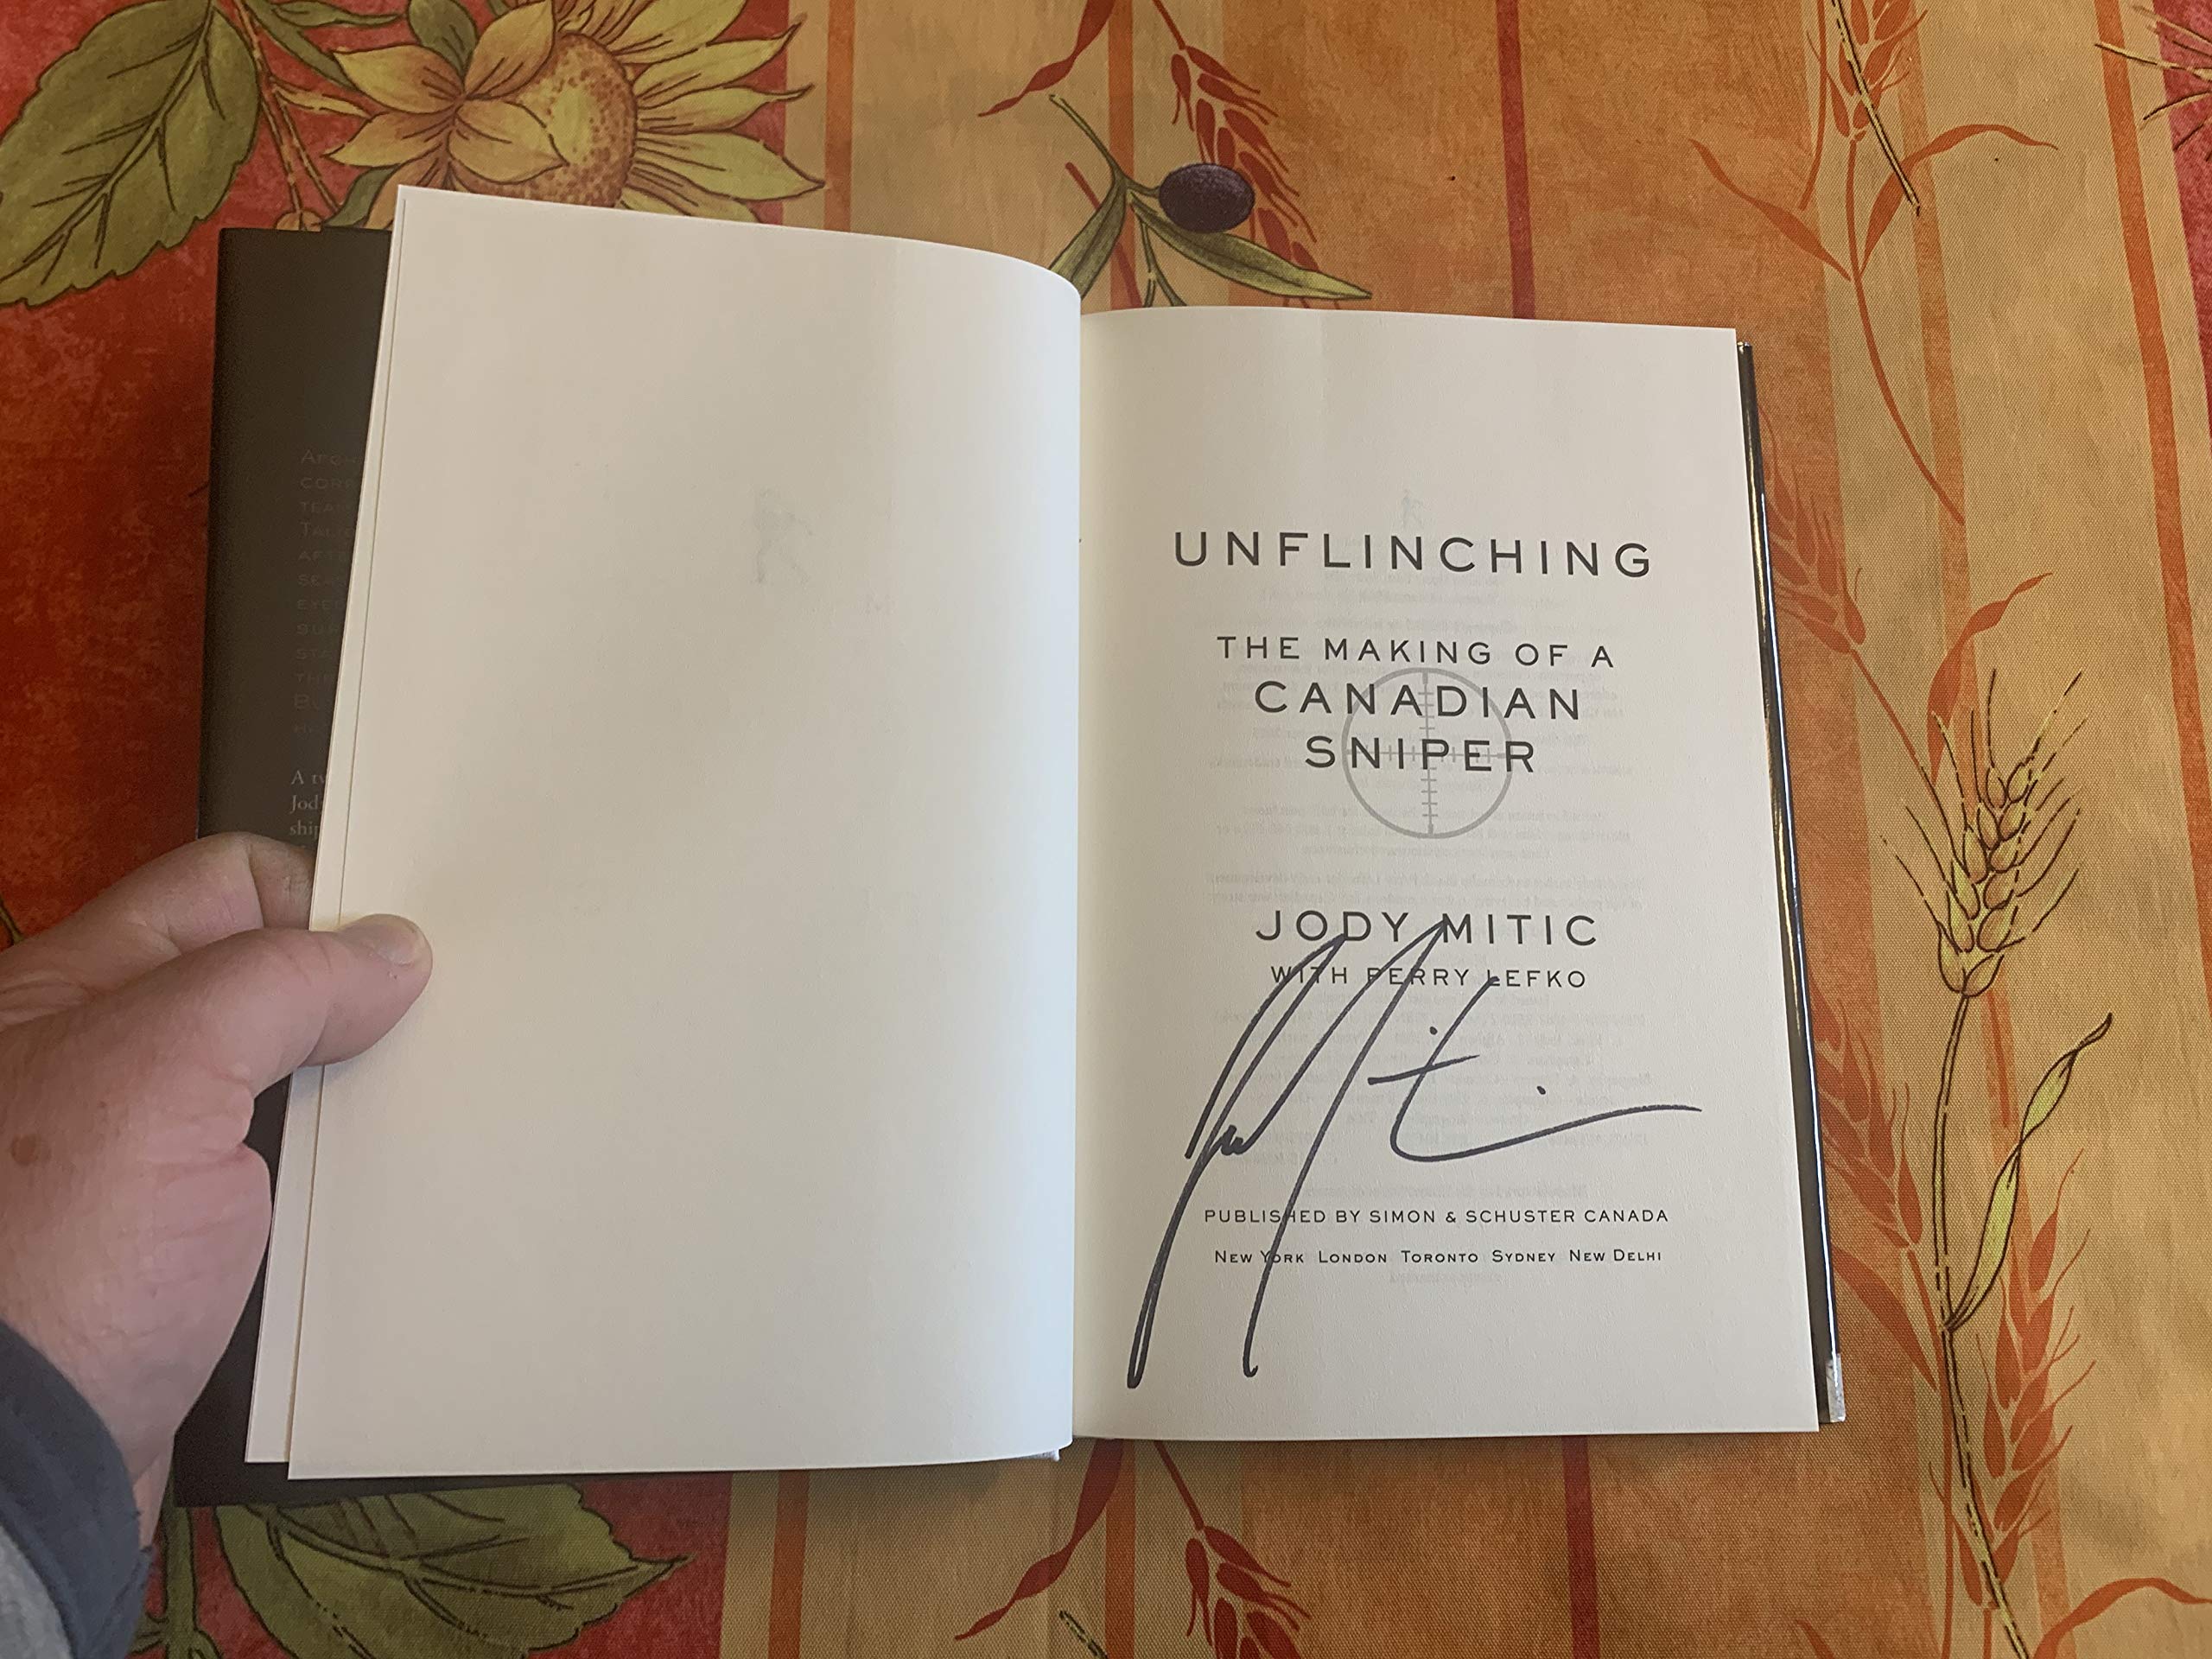 UNFLINCHING
THE MAKING OF A
CANADIAN
SNIPER
JODY MITIC
WITH PERRY LEFKO
PUBLISHED BY SIMON & SCHUSTER CANADA
NEW YORK LONDON TORONTO SYDNEY NEW DELHI